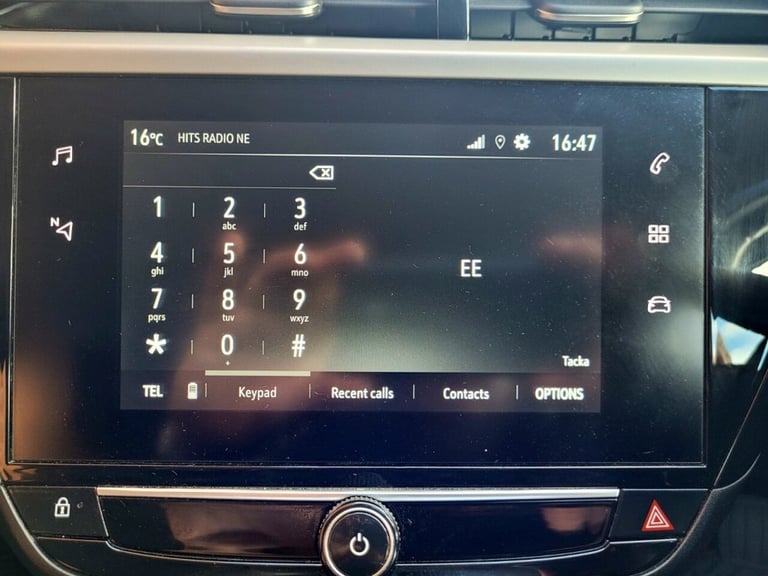 16°C HITS RADIO NE 16:47
N
1 2 3
abc def
4 5 6
ghi jkl mno
EE
7 8 9
pqrs tuv wxyz
* 0 #
+
Tacka
TEL Keypad Recent calls Contacts OPTIONS